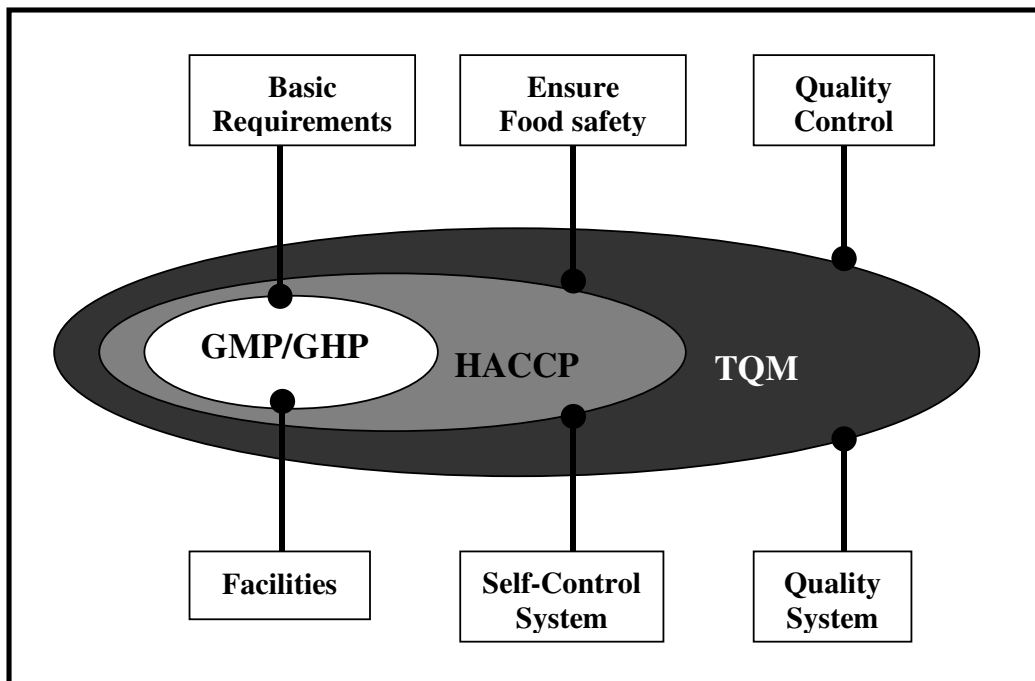 Basic
Requirements
Ensure
Food safety
Quality
Control
GMP/GHP
HACCP
TQM
Facilities
Self-Control
System
Quality
System